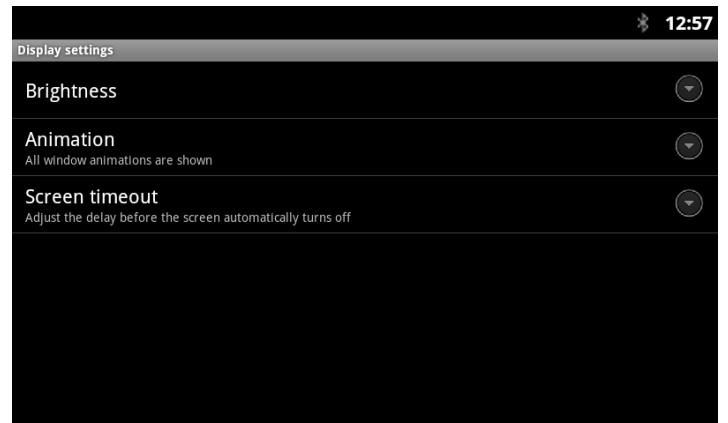 12:57
Display settings
Brightness
Animation
All window animations are shown
Screen timeout
Adjust the delay before the screen automatically turns off